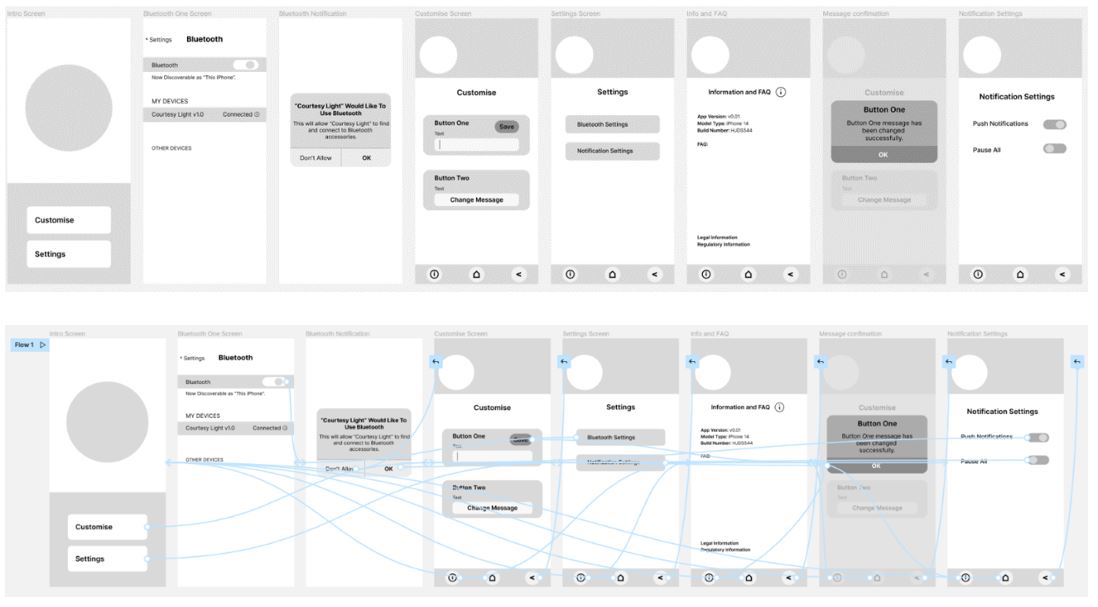 Intro Screen
Bluetooth One Screen
Bluetooth Notification
Customise Screen
Settings Screen
Info and FAQ
Message confimation
Notification Settings
Customise
Settings
Settings
Bluetooth
Bluetooth
Now Discoverable as "This iPhone".
MY DEVICES
Courtesy Light v1.0 Connected
OTHER DEVICES
"Courtesy Light" Would Like To
Use Bluetooth
This will allow "Courtesy Light" to find
and connect to Bluetooth
accessories.
Don't Allow OK
Customise
Button One
Save
Text
Button Two
Text
Change Message
Settings
Bluetooth Settings
Notification Settings
Information and FAQ
App Version: v0.01
Model Type: iPhone 14
Build Number: HJDS544
FAQ:
Legal Information
Regulatory Information
Customise
Button One
Button One message has
been changed
successfully.
OK
Button Two
Text
Change Message
Notification Settings
Push Notifications
Pause All
Flow 1
Intro Screen
Bluetooth One Screen
Bluetooth Notification
Customise Screen
Settings Screen
Info and FAQ
Message confimation
Notification Settings
Customise
Settings
Settings
Bluetooth
Bluetooth
Now Discoverable as "This iPhone".
MY DEVICES
Courtesy Light v1.0 Connected
OTHER DEVICES
"Courtesy Light" Would Like To
Use Bluetooth
This will allow "Courtesy Light" to find
and connect to Bluetooth
accessories.
Don't Allow OK
Customise
Button One
Save
Text
Button Two
Text
Change Message
Settings
Bluetooth Settings
Notification Settings
Information and FAQ
App Version: v0.01
Model Type: iPhone 14
Build Number: HJDS544
FAQ:
Legal Information
Regulatory Information
Customise
Button One
Button One message has
been changed
successfully.
OK
Button Two
Text
Change Message
Notification Settings
Push Notifications
Pause All